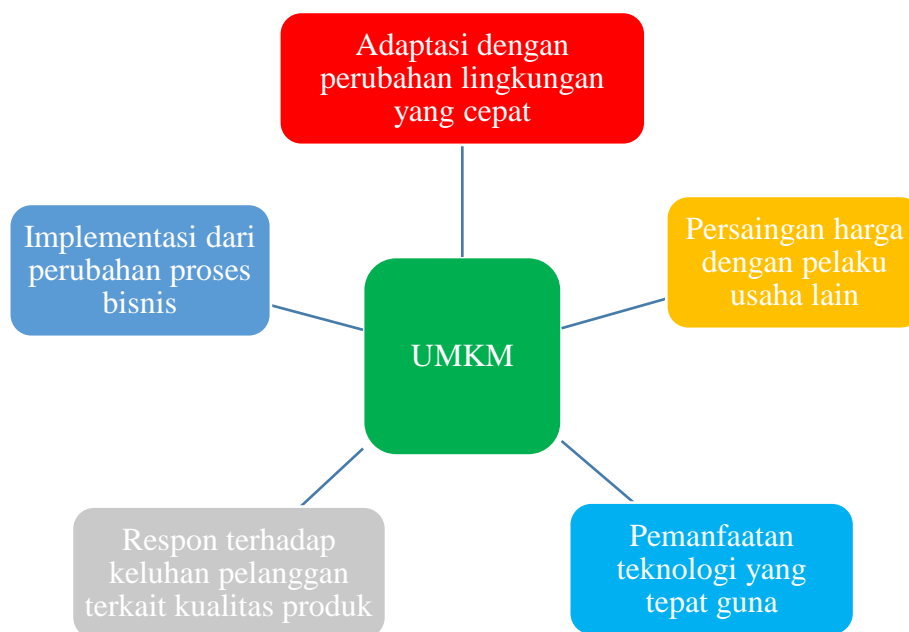 Adaptasi dengan
perubahan lingkungan
yang cepat
Implementasi dari
perubahan proses
bisnis
Persaingan harga
dengan pelaku
usaha lain
UMKM
Respon terhadap
keluhan pelanggan
terkait kualitas produk
Pemanfaatan
teknologi yang
tepat guna